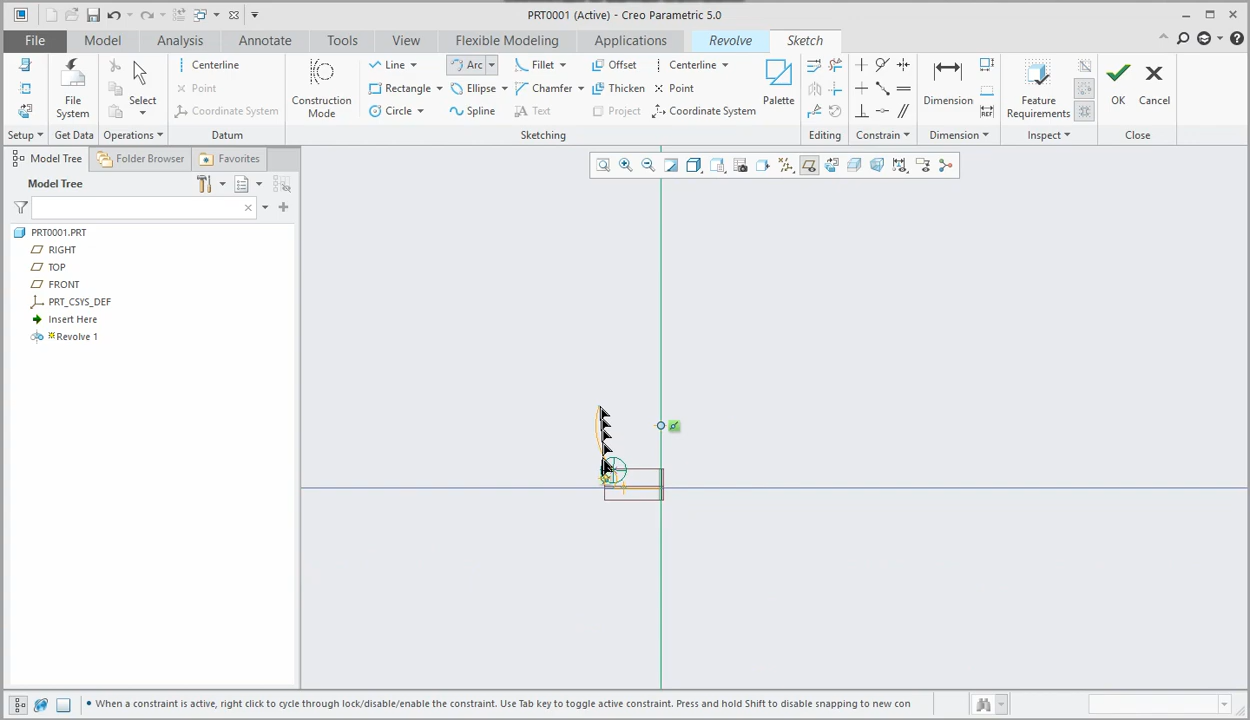 PRT0001 (Active) - Creo Parametric 5.0
File Model Analysis Annotate Tools View Flexible Modeling Applications Revolve Sketch
Centerline Line Arc Fillet Offset Centerline
Point Rectangle Ellipse Chamfer Thicken Point
Coordinate System Circle Spline Text Project Coordinate System
File System
Select
Construction Mode
Palette
Dimension
Feature Requirements
OK
Cancel
Setup Get Data Operations Datum Sketching Editing Constrain Dimension Inspect Close
Model Tree Folder Browser Favorites
Model Tree
PRT0001.PRT
RIGHT
TOP
FRONT
PRT_CSYS_DEF
Insert Here
Revolve 1
When a constraint is active, right click to cycle through lock/disable/enable the constraint. Use Tab key to toggle active constraint. Press and hold Shift to disable snapping to new con